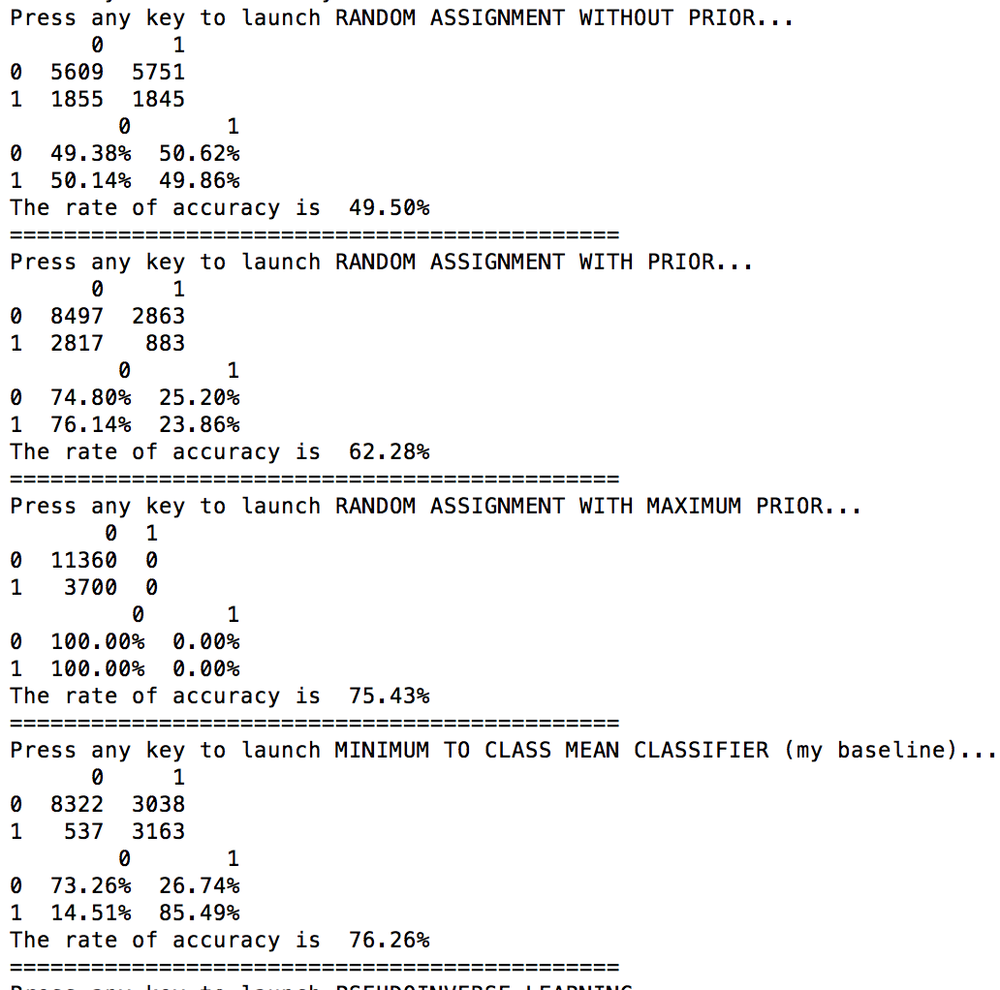 Press any key to launch RANDOM ASSIGNMENT WITHOUT PRIOR...
0 1
0 5609 5751
1 1855 1845
0 1
0 49.38% 50.62%
1 50.14% 49.86%
The rate of accuracy is 49.50%
=============================================
Press any key to launch RANDOM ASSIGNMENT WITH PRIOR...
0 1
0 8497 2863
1 2817 883
0 1
0 74.80% 25.20%
1 76.14% 23.86%
The rate of accuracy is 62.28%
=============================================
Press any key to launch RANDOM ASSIGNMENT WITH MAXIMUM PRIOR...
0 1
0 11360 0
1 3700 0
0 1
0 100.00% 0.00%
1 100.00% 0.00%
The rate of accuracy is 75.43%
=============================================
Press any key to launch MINIMUM TO CLASS MEAN CLASSIFIER (my baseline)...
0 1
0 8322 3038
1 537 3163
0 1
0 73.26% 26.74%
1 14.51% 85.49%
The rate of accuracy is 76.26%
=============================================
Press any key to launch PSEUDOINVERSE LEARNING